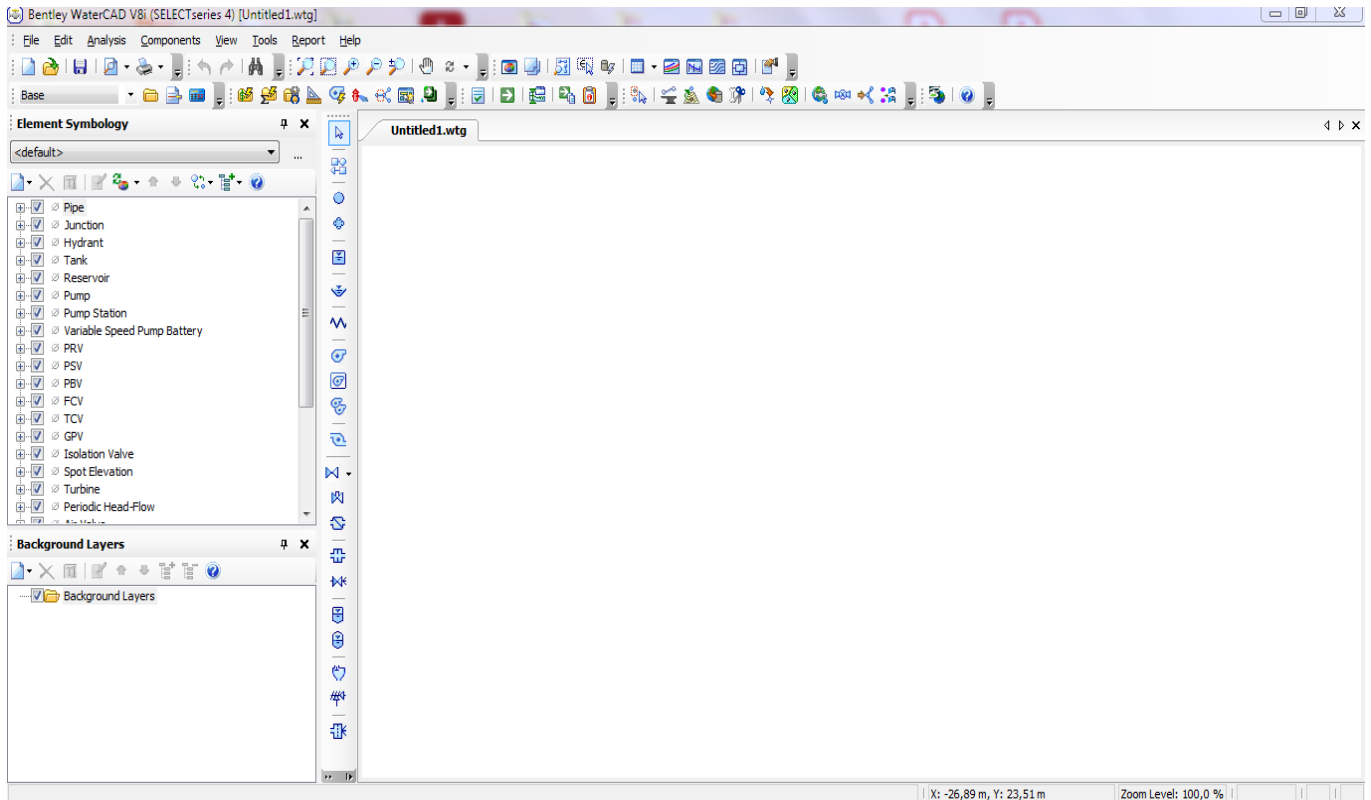 Bentley WaterCAD V8i (SELECTseries 4) [Untitled1.wtg]
File Edit Analysis Components View Tools Report Help
Base
Element Symbology
Untitled1.wtg
<default>
...
Pipe
Junction
Hydrant
Tank
Reservoir
Pump
Pump Station
Variable Speed Pump Battery
PRV
PSV
PBV
FCV
TCV
GPV
Isolation Valve
Spot Elevation
Turbine
Periodic Head-Flow
Air Valve
Background Layers
Background Layers
X: -26,89 m, Y: 23,51 m
Zoom Level: 100,0 %